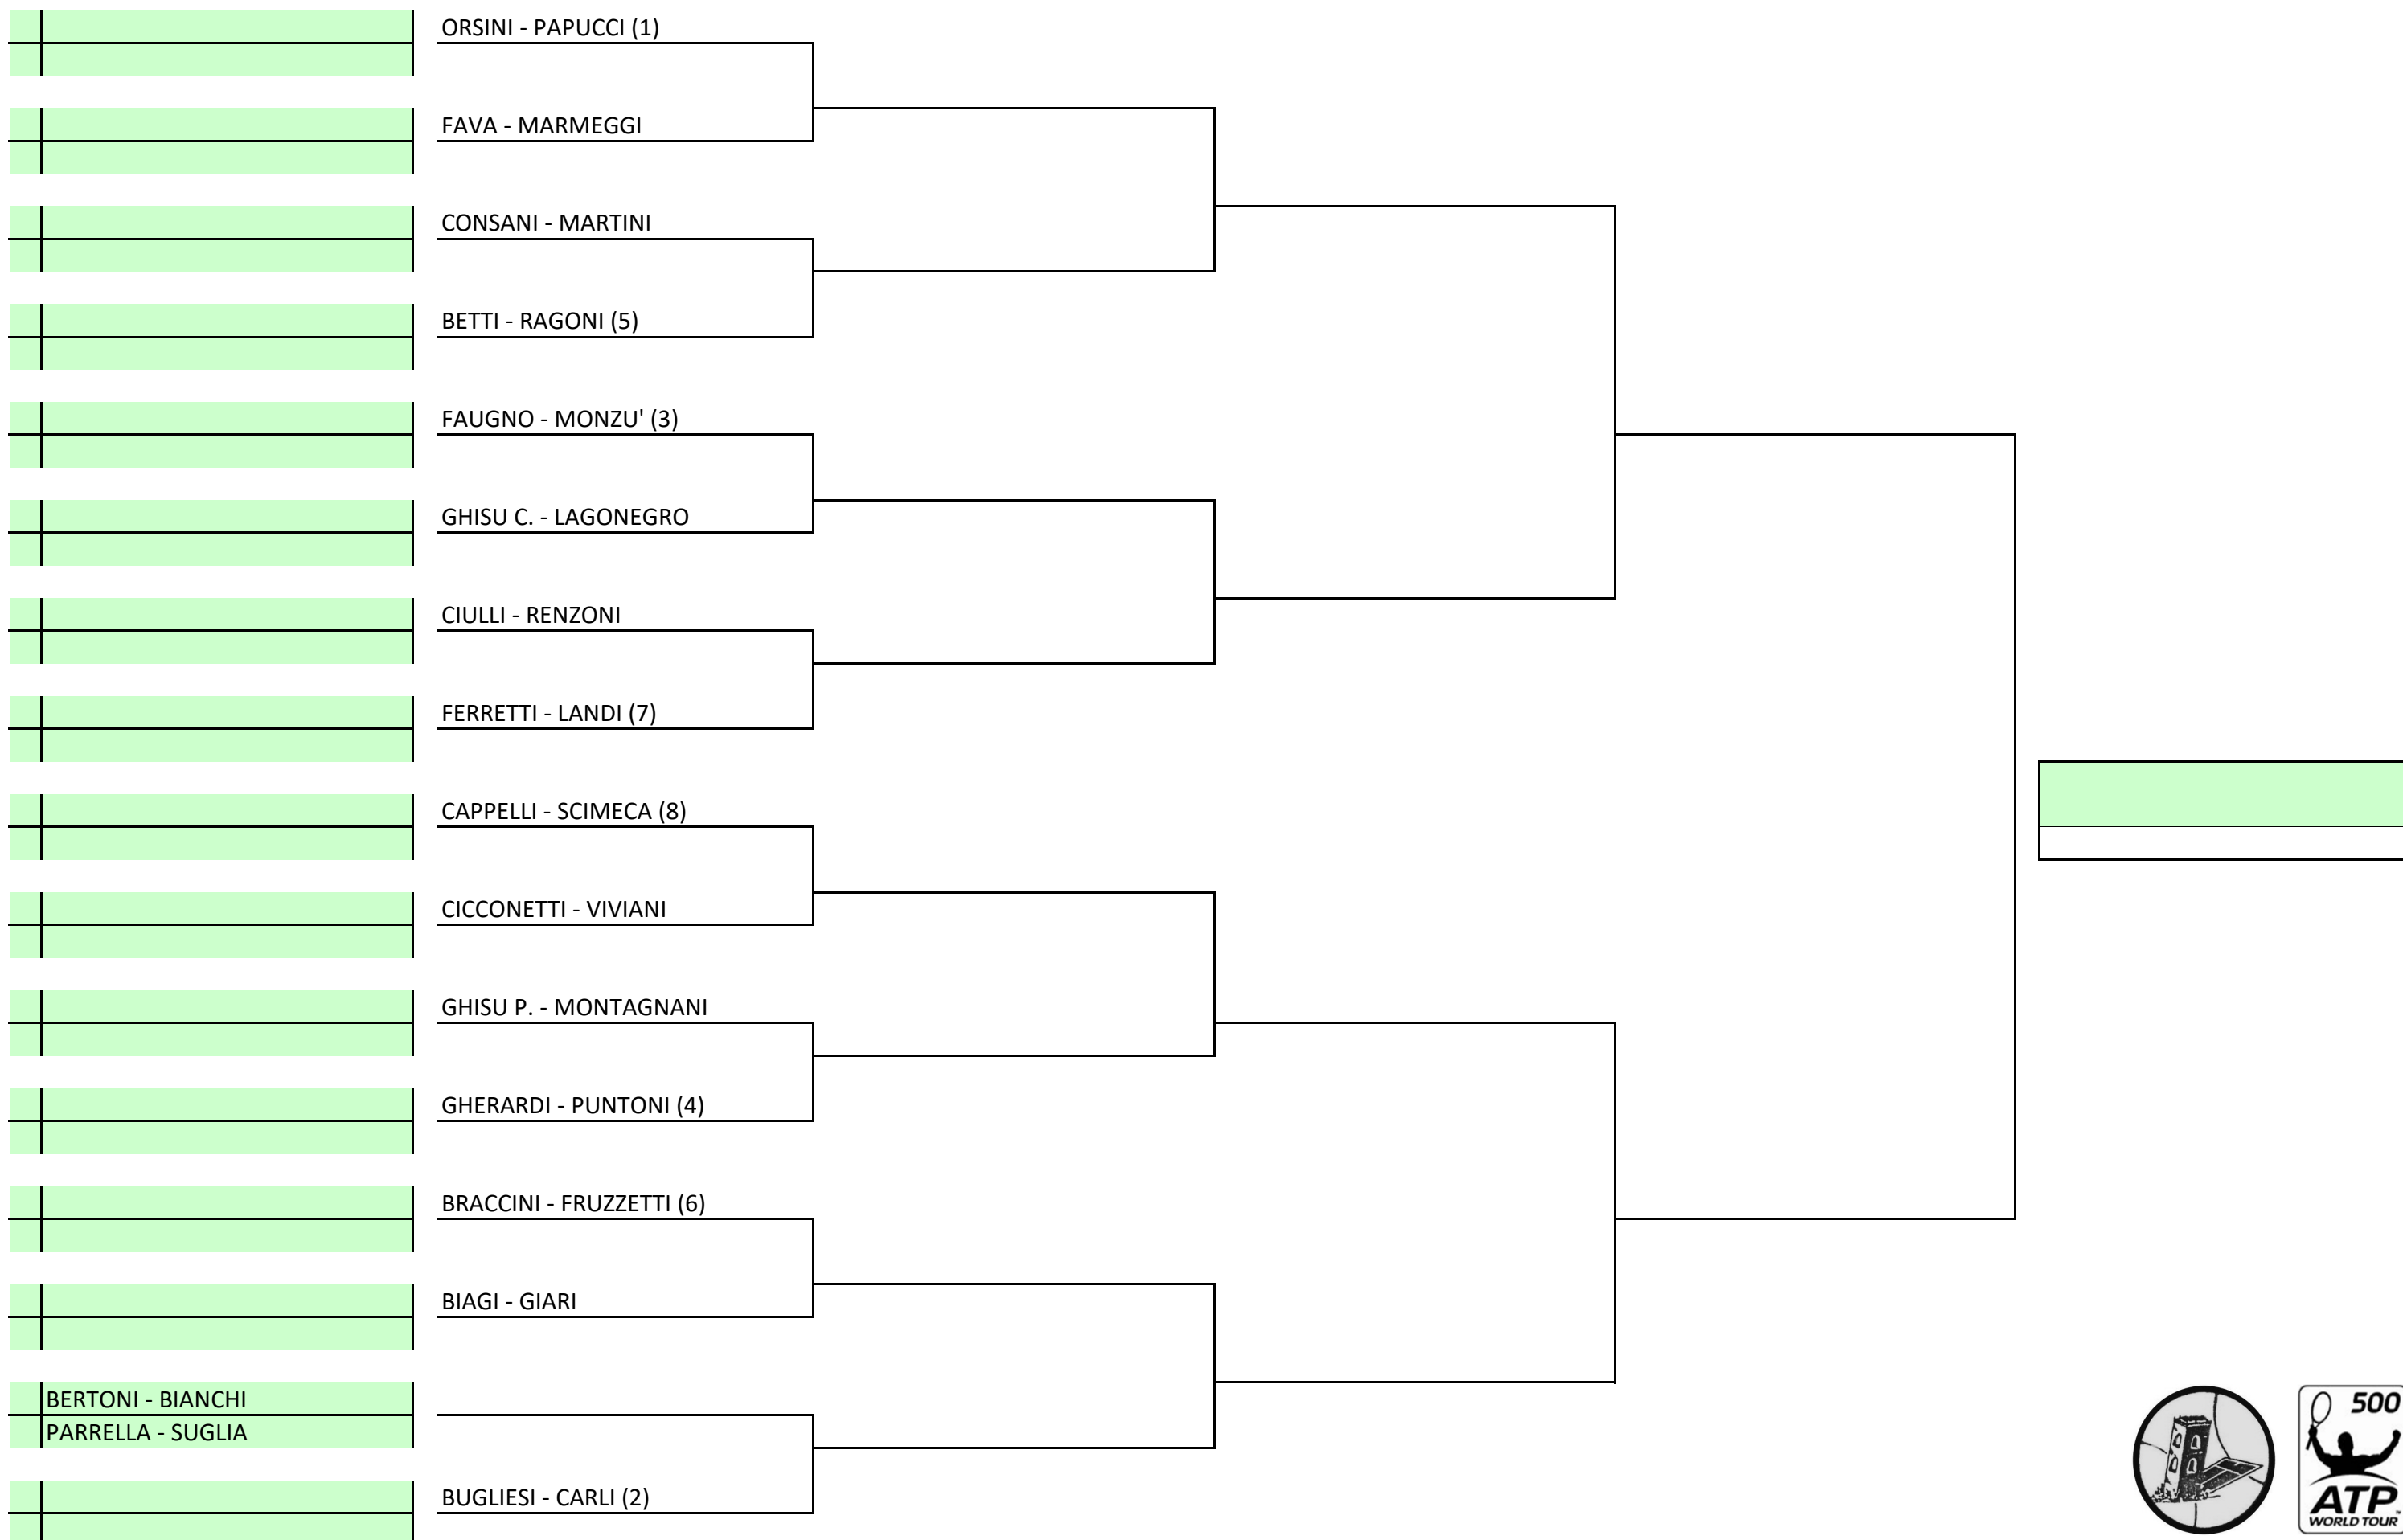 ORSINI - PAPUCCI (1)
FAVA - MARMEGGI
CONSANI - MARTINI
BETTI - RAGONI (5)
FAUGNO - MONZU' (3)
GHISU C. - LAGONEGRO
CIULLI - RENZONI
FERRETTI - LANDI (7)
CAPPELLI - SCIMECA (8)
CICCONETTI - VIVIANI
GHISU P. - MONTAGNANI
GHERARDI - PUNTONI (4)
BRACCINI - FRUZZETTI (6)
BIAGI - GIARI
BERTONI - BIANCHI
PARRELLA - SUGLIA
BUGLIESI - CARLI (2)
500
ATP
WORLD TOUR